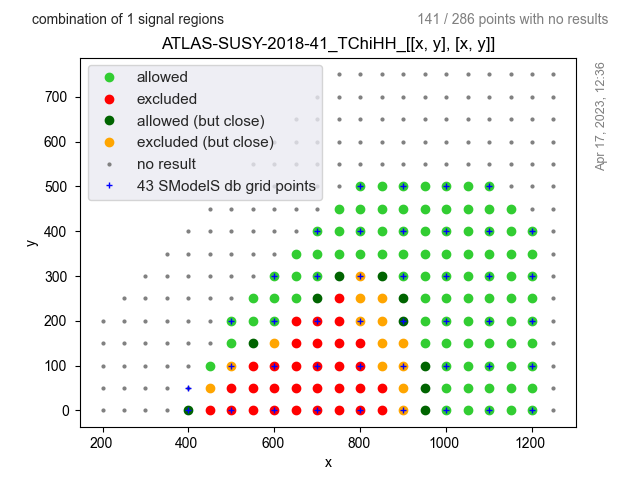 combination of 1 signal regions
141 / 286 points with no results
ATLAS-SUSY-2018-41_TChiHH_[[x, y], [x, y]]
allowed
excluded
allowed (but close)
excluded (but close)
no result
43 SModelS db grid points
Apr 17, 2023, 12:36
700
600
500
400
300
200
100
0
y
200
400
600
800
1000
1200
x